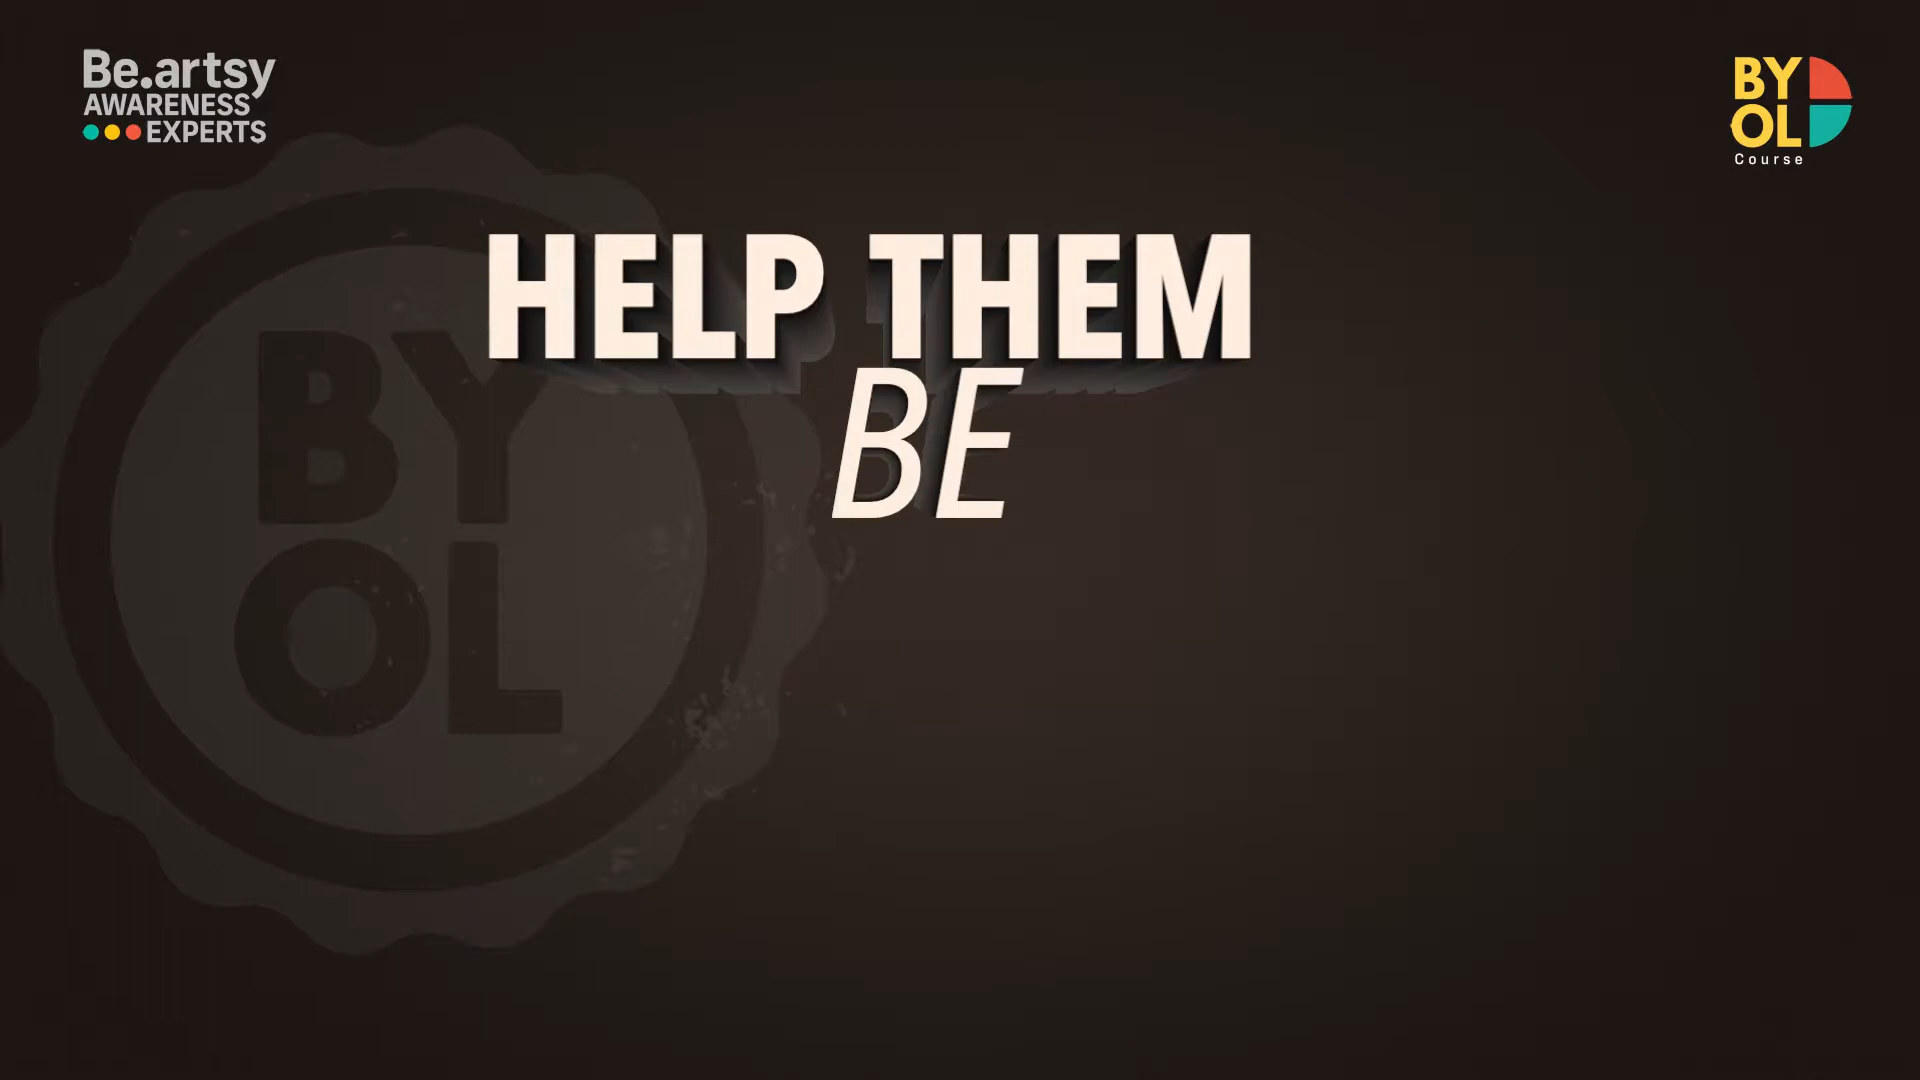 Be.artsy
AWARENESS
EXPERTS
BY
OL
Course
HELP THEM
BE
BY
OL